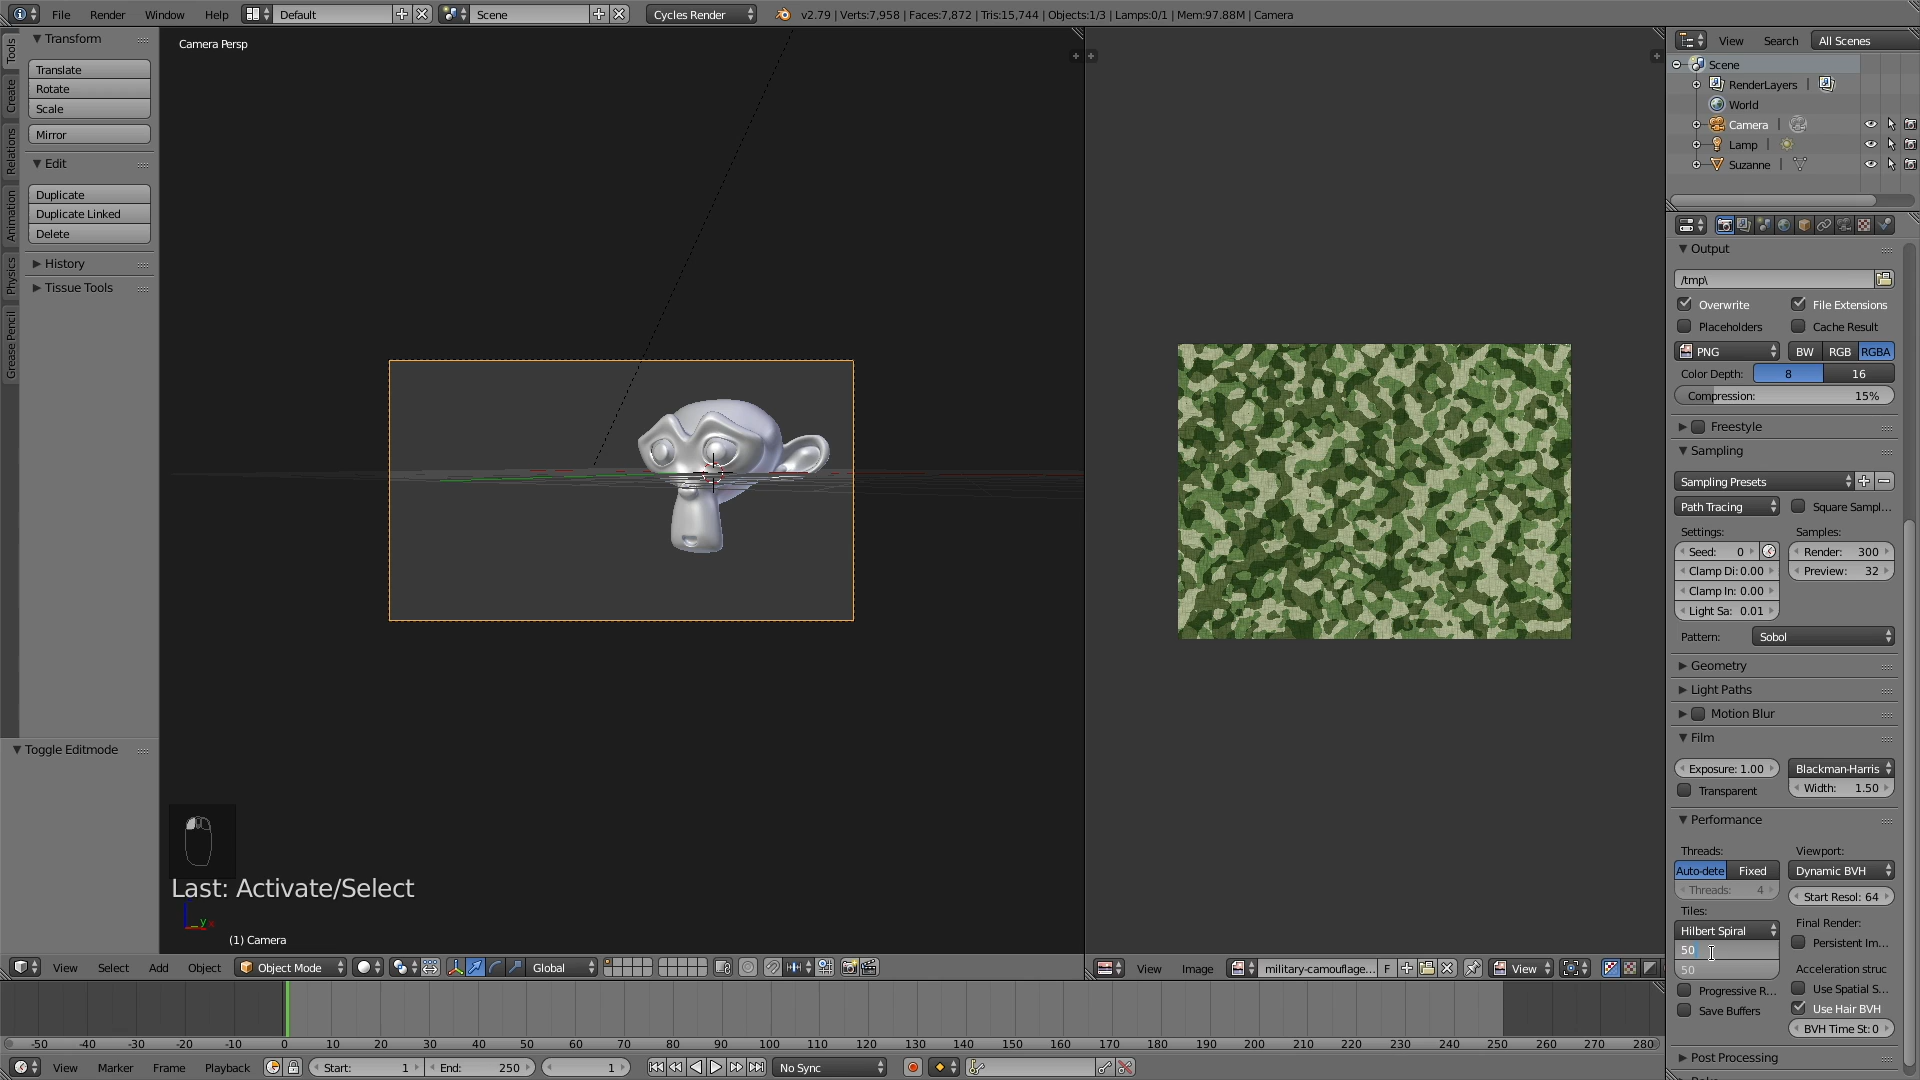 File Render Window Help Default Scene Cycles Render v2.79 | Verts:7,958 | Faces:7,872 | Tris:15,744 | Objects:1/3 | Lamps:0/1 | Mem:97.88M | Camera
Tools
Create
Relations
Animation
Physics
Grease Pencil
Transform
Translate
Rotate
Scale
Mirror
Edit
Duplicate
Duplicate Linked
Delete
History
Tissue Tools
Toggle Editmode
Camera Persp
Last: Activate/Select
y
(1) Camera
View Select Add Object Object Mode Global
View Image military-camouflage... F View
View Search All Scenes
Scene
RenderLayers |
World
Camera |
Lamp |
Suzanne |
Output
/tmp\
Overwrite File Extensions
Placeholders Cache Result
PNG BW RGB RGBA
Color Depth: 8 16
Compression: 15%
Freestyle
Sampling
Sampling Presets
Path Tracing Square Sampl...
Settings: Samples:
Seed: 0 Render: 300
Clamp Di: 0.00 Preview: 32
Clamp In: 0.00
Light Sa: 0.01
Pattern: Sobol
Geometry
Light Paths
Motion Blur
Film
Exposure: 1.00 Blackman-Harris
Transparent Width: 1.50
Performance
Threads: Viewport:
Auto-dete Fixed Dynamic BVH
Threads: 4 Start Resol: 64
Tiles: Final Render:
Hilbert Spiral Persistent Im...
50
50 Acceleration struc
Progressive R... Use Spatial S...
Save Buffers Use Hair BVH
BVH Time St: 0
Post Processing
-50 -40 -30 -20 -10 0 10 20 30 40 50 60 70 80 90 100 110 120 130 140 150 160 170 180 190 200 210 220 230 240 250 260 270 280
View Marker Frame Playback Start: 1 End: 250 1 No Sync